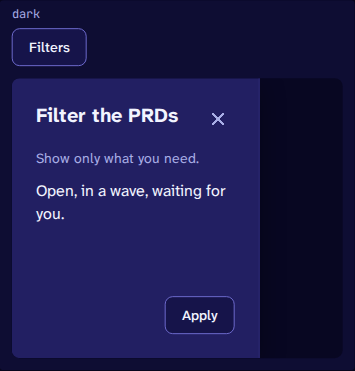 dark
Filters
Filter the PRDs
Show only what you need.
Open, in a wave, waiting for
you.
Apply